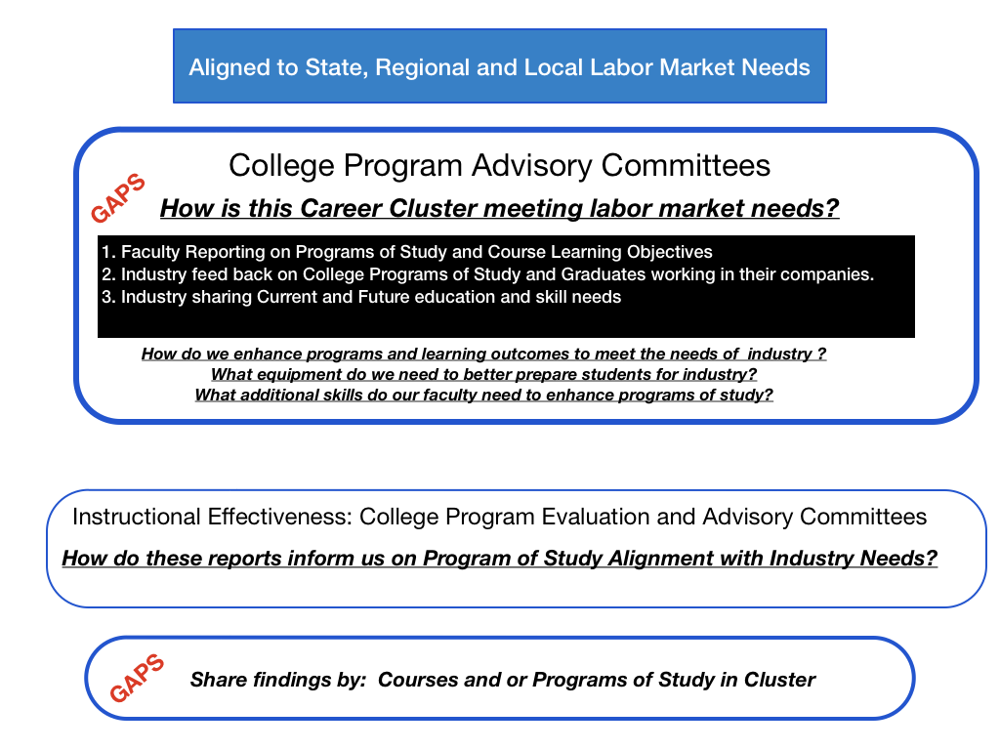 Aligned to State, Regional and Local Labor Market Needs
College Program Advisory Committees
GAPS
How is this Career Cluster meeting labor market needs?
1. Faculty Reporting on Programs of Study and Course Learning Objectives
2. Industry feed back on College Programs of Study and Graduates working in their companies.
3. Industry sharing Current and Future education and skill needs
How do we enhance programs and learning outcomes to meet the needs of  industry ?
What equipment do we need to better prepare students for industry?
What additional skills do our faculty need to enhance programs of study?
Instructional Effectiveness: College Program Evaluation and Advisory Committees
How do these reports inform us on Program of Study Alignment with Industry Needs?
GAPS
Share findings by:  Courses and or Programs of Study in Cluster